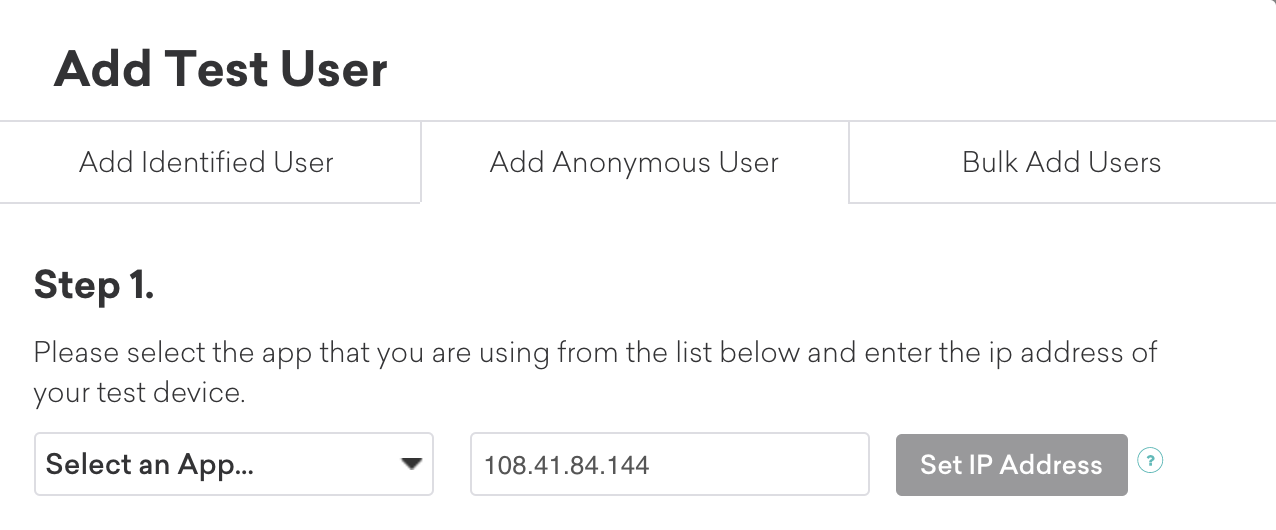 Add Test User
Add Identified User
Add Anonymous User
Bulk Add Users
Step 1.
Please select the app that you are using from the list below and enter the ip address of
your test device.
Select an App...
108.41.84.144
Set IP Address
?